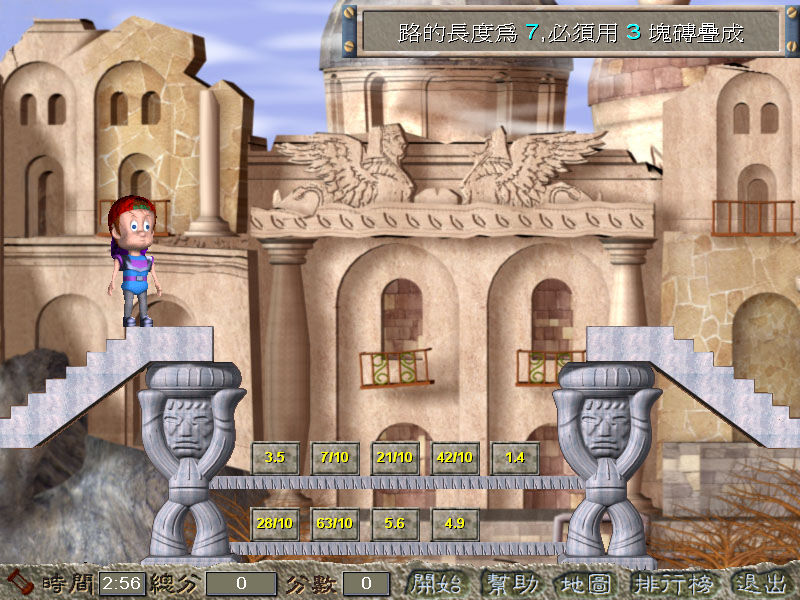 路的長度為 7,必須用 3 塊磚疊成
3.5 7/10 21/10 42/10 1.4
28/10 63/10 5.6 4.9
時間 2:56 總分 0 分數 0 開始 幫助 地圖 排行榜 退出